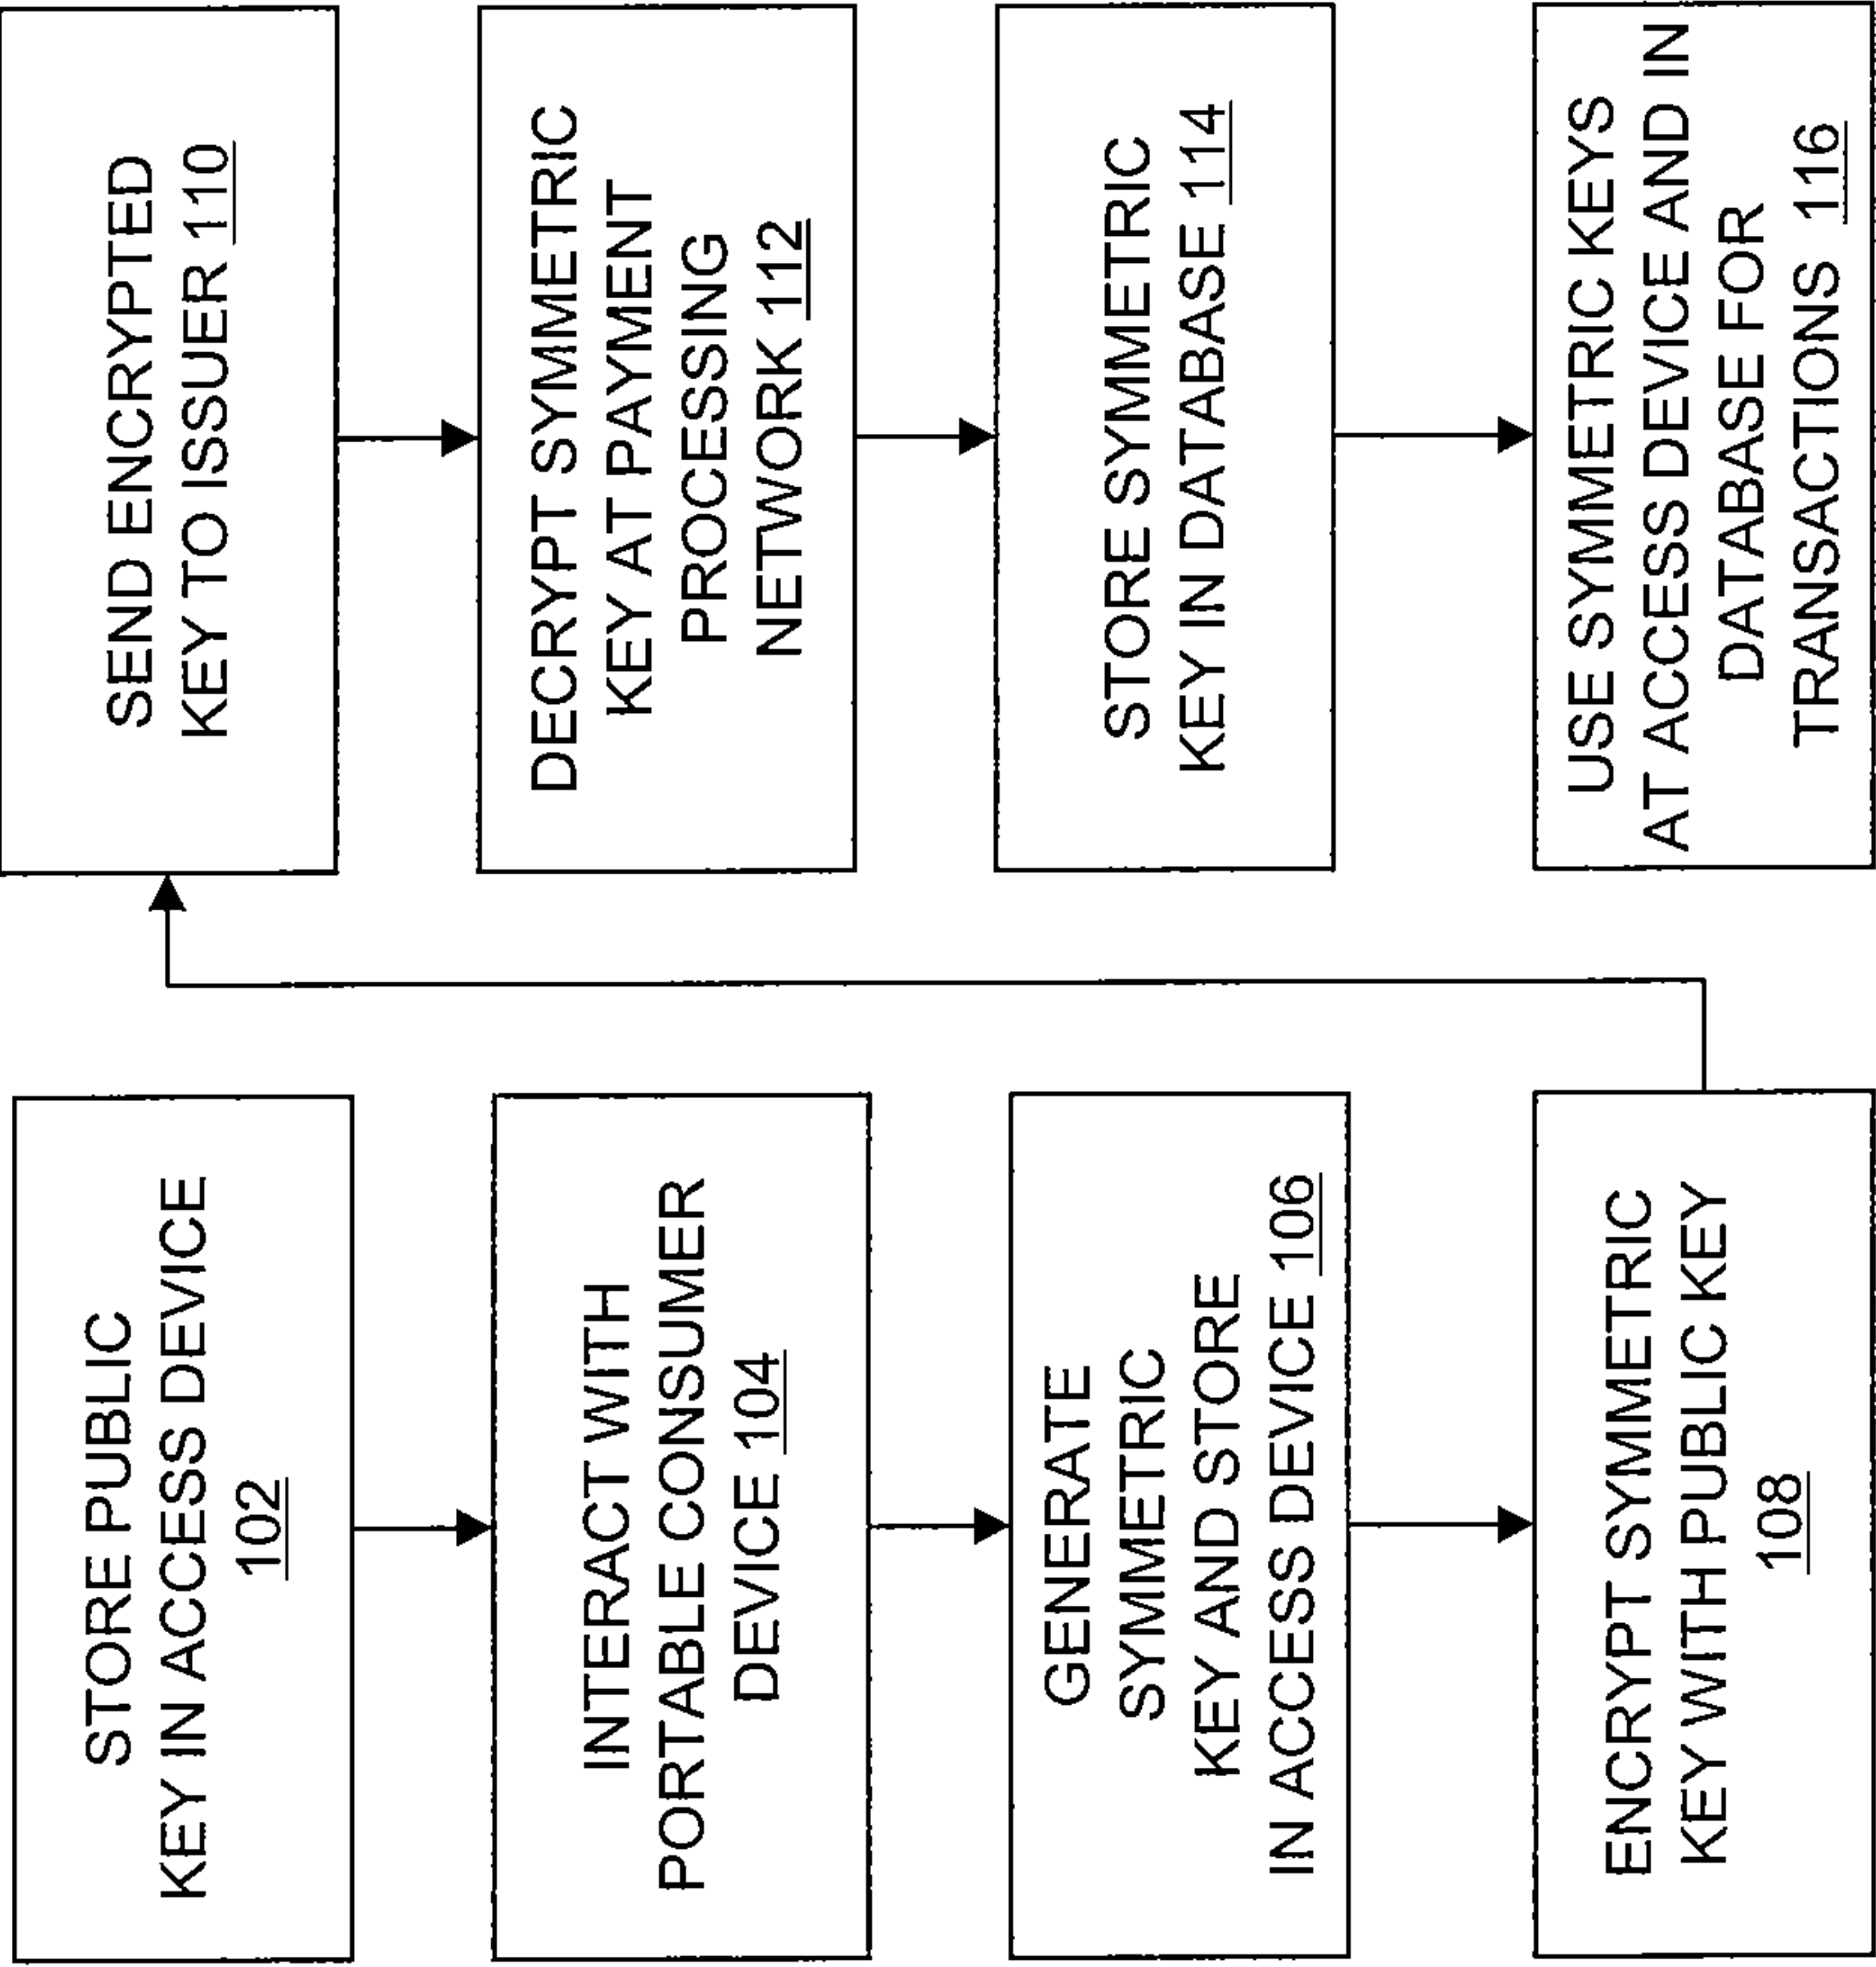 STORE PUBLIC
KEY IN ACCESS DEVICE
102
INTERACT WITH
PORTABLE CONSUMER
DEVICE 104
GENERATE
SYMMETRIC
KEY AND STORE
IN ACCESS DEVICE 106
ENCRYPT SYMMETRIC
KEY WITH PUBLIC KEY
108
SEND ENCRYPTED
KEY TO ISSUER 110
DECRYPT SYMMETRIC
KEY AT PAYMENT
PROCESSING
NETWORK 112
STORE SYMMETRIC
KEY IN DATABASE 114
USE SYMMETRIC KEYS
AT ACCESS DEVICE AND IN
DATABASE FOR
TRANSACTIONS 116